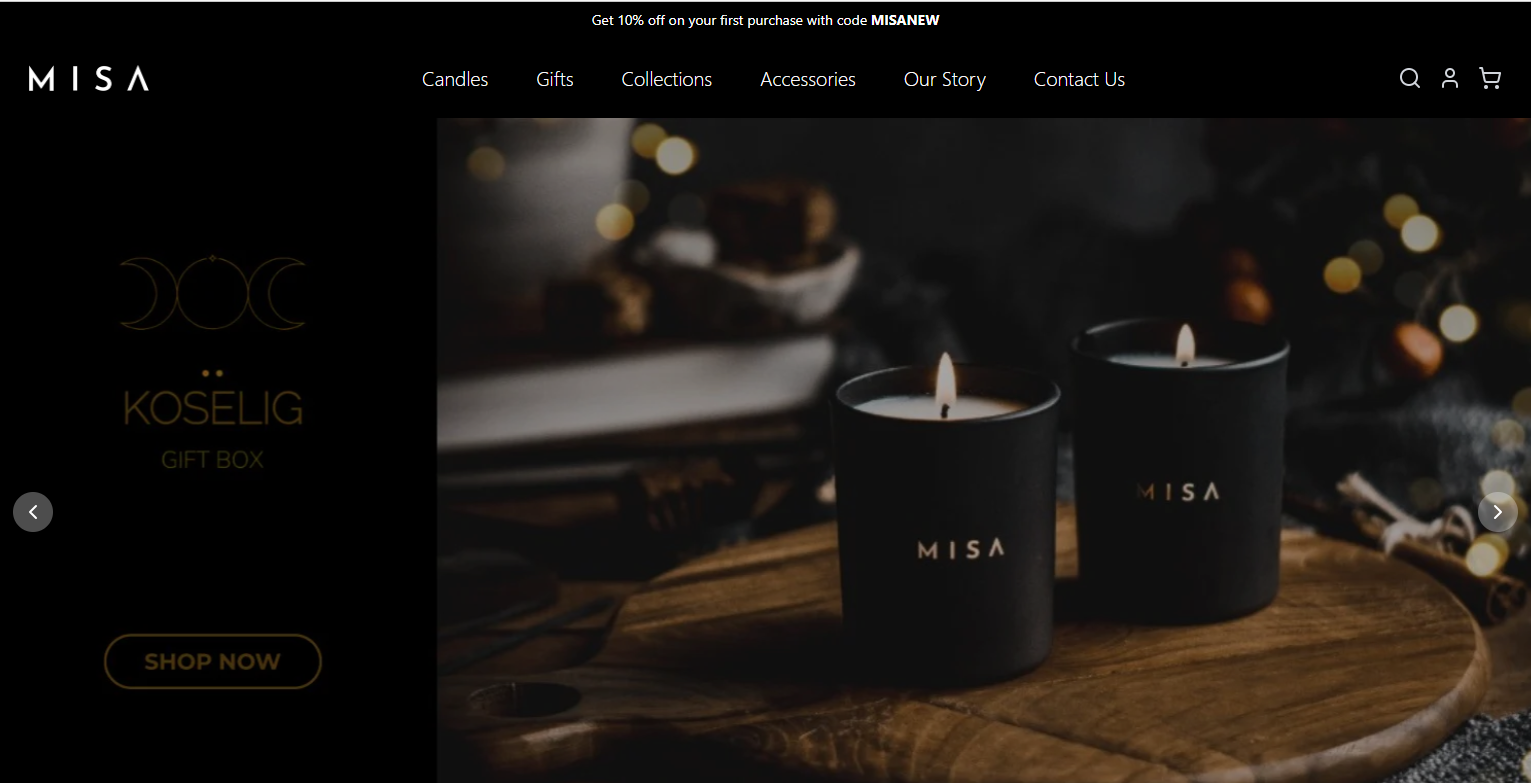 Get 10% off on your first purchase with code MISANEW
MISA
Candles Gifts Collections Accessories Our Story Contact Us
KOSËLIG
GIFT BOX
SHOP NOW
MISA
MISA